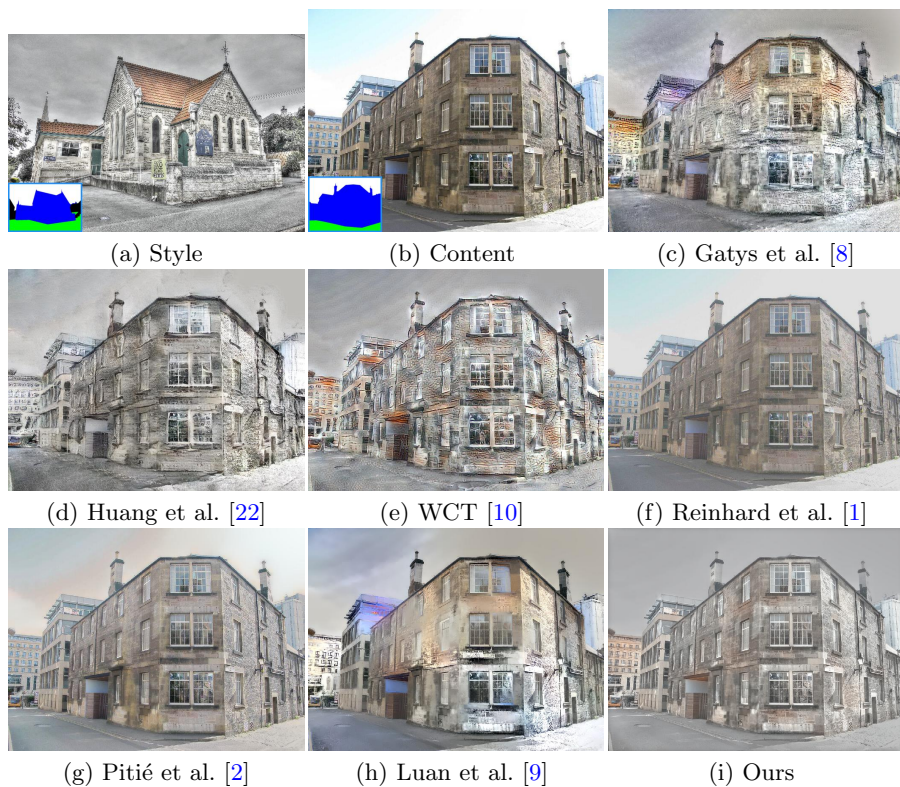 (a) Style
(b) Content
(c) Gatys et al. [8]
(d) Huang et al. [22]
(e) WCT [10]
(f) Reinhard et al. [1]
(g) Pitié et al. [2]
(h) Luan et al. [9]
(i) Ours